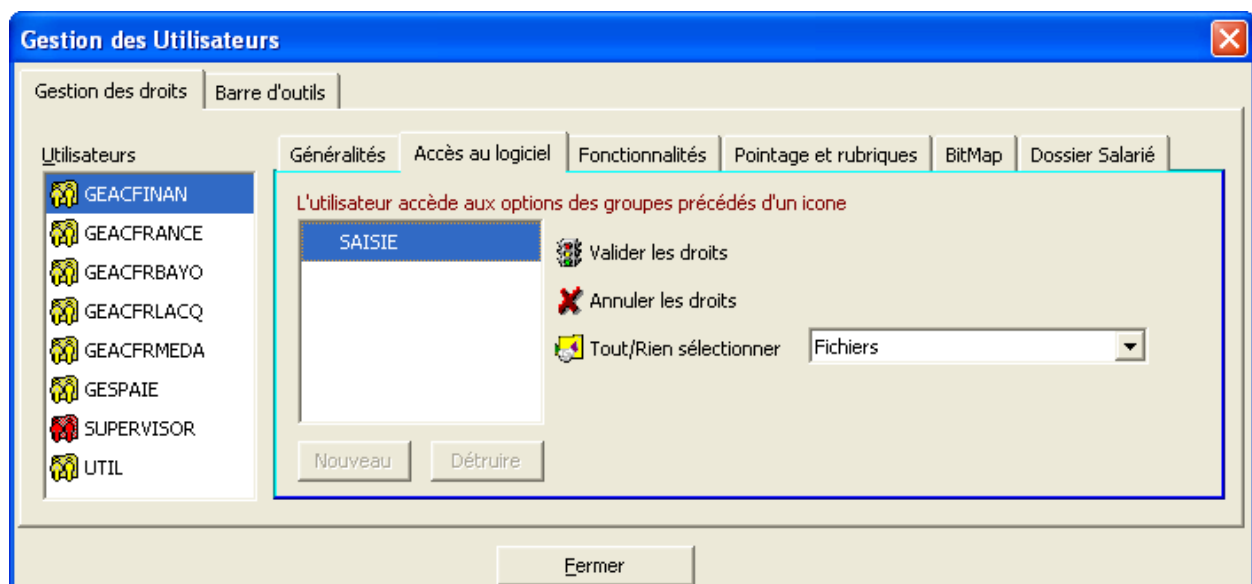 Gestion des Utilisateurs
Gestion des droits
Barre d'outils
Utilisateurs
GEACFINAN
GEACFRANCE
GEACFRBAYO
GEACFRLACQ
GEACFRMEDA
GESPAIE
SUPERVISOR
UTIL
Généralités
Accès au logiciel
Fonctionnalités
Pointage et rubriques
BitMap
Dossier Salarié
L'utilisateur accède aux options des groupes précédés d'un icone
SAISIE
Valider les droits
Annuler les droits
Tout/Rien sélectionner
Fichiers
Nouveau
Détruire
Fermer